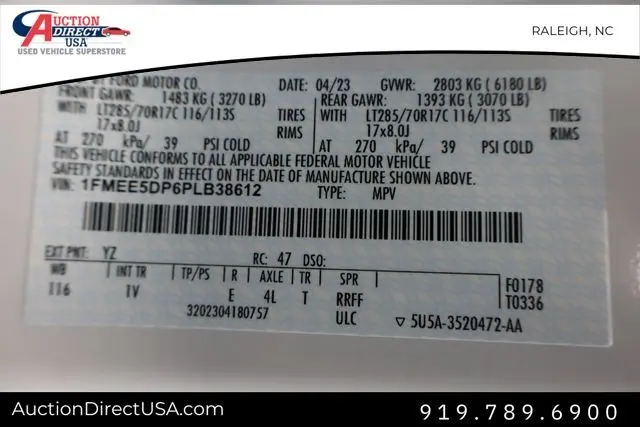 AUCTION
DIRECT
USA
USED VEHICLE SUPERSTORE
RALEIGH, NC
FORD MOTOR CO. DATE: 04/23 GVWR: 2803 KG (6180 LB)
FRONT GAWR: 1483 KG (3270 LB) REAR GAWR: 1393 KG (3070 LB)
WITH LT285/70R17C 116/113S TIRES WITH LT285/70R17C 116/113S TIRES
17x8.0J RIMS 17x8.0J RIMS
AT 270 kPa/ 39 PSI COLD AT 270 kPa/ 39 PSI COLD
THIS VEHICLE CONFORMS TO ALL APPLICABLE FEDERAL MOTOR VEHICLE
SAFETY STANDARDS IN EFFECT ON THE DATE OF MANUFACTURE SHOWN ABOVE.
VIN: 1FMEE5DP6PLB38612 TYPE: MPV
EXT PNT: YZ RC: 47 DSO:
WB INT TR TP/PS R AXLE TR SPR F0178
116 1V E 4L T RRFF T0336
3202304180757 ULC ▽ 5U5A-3520472-AA
AuctionDirectUSA.com 919.789.6900